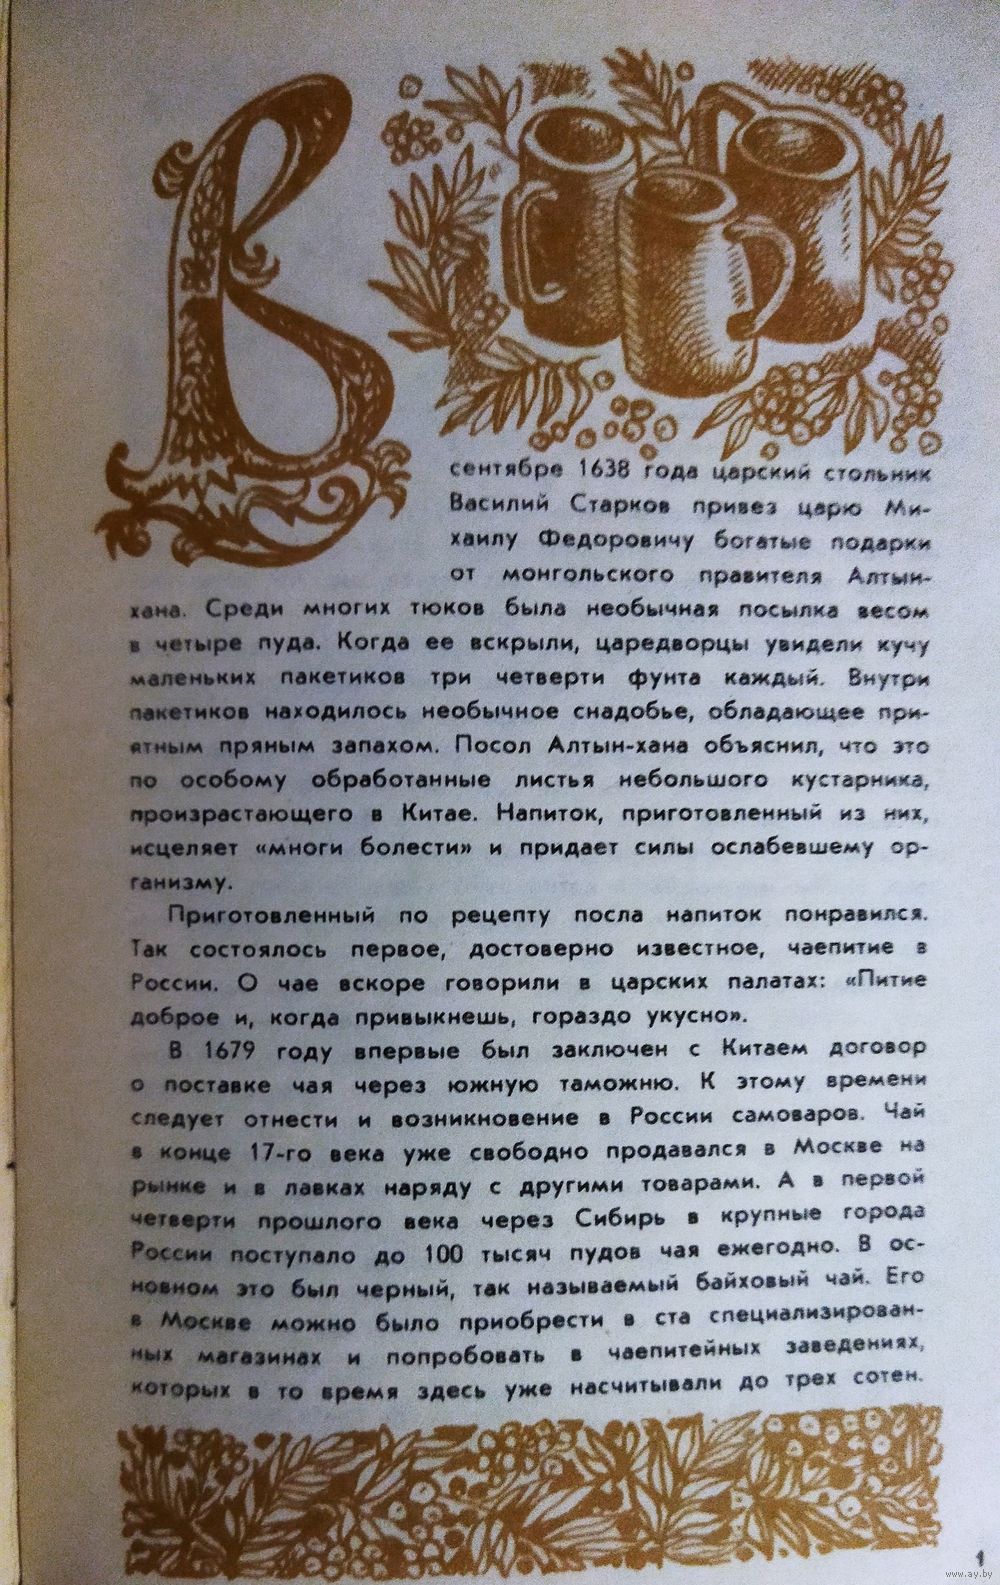 В
сентябре 1638 года царский стольник
Василий Старков привез царю Ми-
хаилу Федоровичу богатые подарки
от монгольского правителя Алтын-
хана. Среди многих тюков была необычная посылка весом
в четыре пуда. Когда ее вскрыли, царедворцы увидели кучу
маленьких пакетиков три четверти фунта каждый. Внутри
пакетиков находилось необычное снадобье, обладающее при-
ятным пряным запахом. Посол Алтын-хана объяснил, что это
по особому обработанные листья небольшого кустарника,
произрастающего в Китае. Напиток, приготовленный из них,
исцеляет «многи болести» и придает силы ослабевшему ор-
ганизму.
Приготовленный по рецепту посла напиток понравился.
Так состоялось первое, достоверно известное, чаепитие в
России. О чае вскоре говорили в царских палатах: «Питие
доброе и, когда привыкнешь, гораздо укусно».
В 1679 году впервые был заключен с Китаем договор
о поставке чая через южную таможню. К этому времени
следует отнести и возникновение в России самоваров. Чай
в конце 17-го века уже свободно продавался в Москве на
рынке и в лавках наряду с другими товарами. А в первой
четверти прошлого века через Сибирь в крупные города
России поступало до 100 тысяч пудов чая ежегодно. В ос-
новном это был черный, так называемый байховый чай. Его
в Москве можно было приобрести в ста специализирован-
ных магазинах и попробовать в чаепитейных заведениях,
которых в то время здесь уже насчитывали до трех сотен.
1
www.ay.by